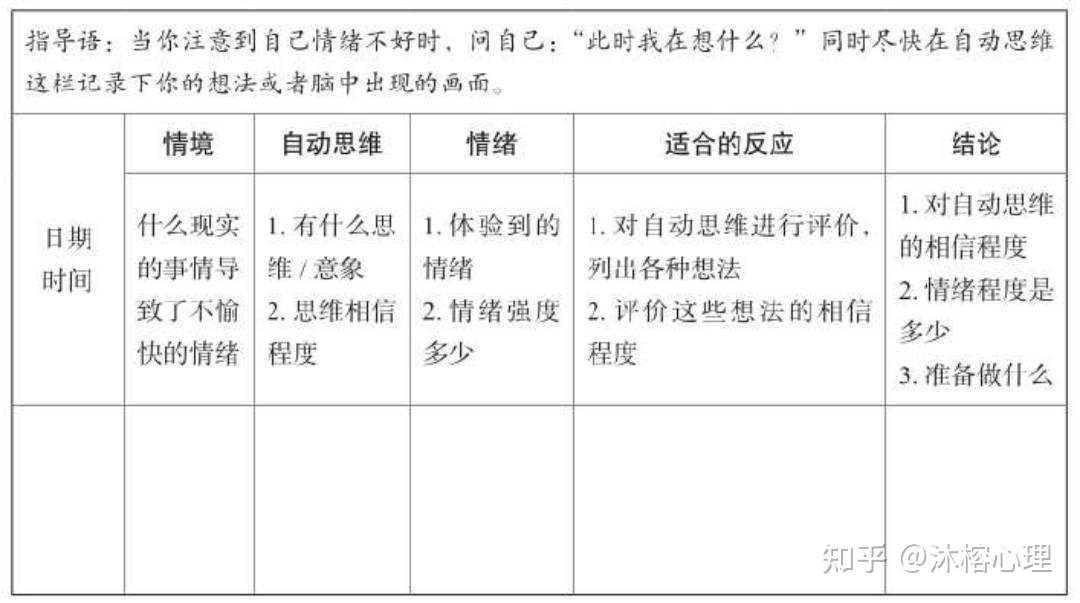 指导语：当你注意到自己情绪不好时，问自己：“此时我在想什么？”同时尽快在自动思维
这栏记录下你的想法或者脑中出现的画面。
日期
时间
情境
什么现实
的事情导
致了不愉
快的情绪
自动思维
1. 有什么思
维 / 意象
2. 思维相信
程度
情绪
1. 体验到的
情绪
2. 情绪强度
多少
适合的反应
1. 对自动思维进行评价，
列出各种想法
2. 评价这些想法的相信
程度
结论
1. 对自动思维
的相信程度
2. 情绪程度是
多少
3. 准备做什么
知乎 @沐榕心理